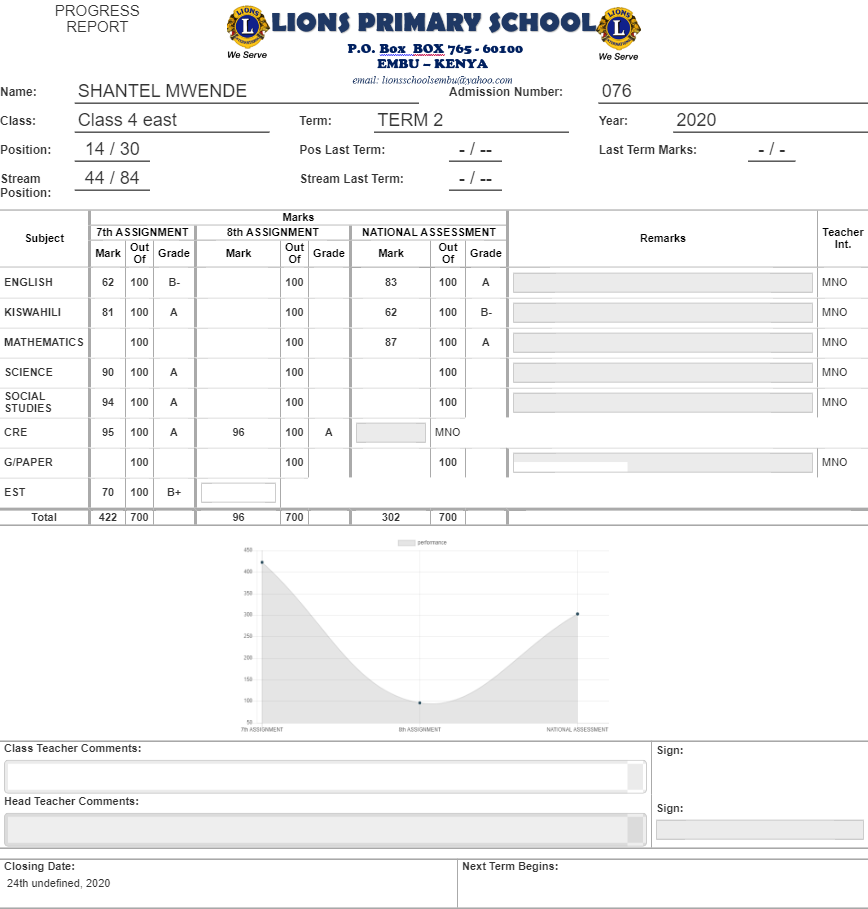 PROGRESS
REPORT
LIONS PRIMARY SCHOOL
We Serve
We Serve
P.O. Box BOX 765 - 60100
EMBU – KENYA
email: lionsschoolsembu@yahoo.com
Name: SHANTEL MWENDE Admission Number: 076
Class: Class 4 east Term: TERM 2 Year: 2020
Position: 14 / 30 Pos Last Term: - / -- Last Term Marks: - / -
Stream Position: 44 / 84 Stream Last Term: - / --
Subject Marks Remarks Teacher Int.
7th ASSIGNMENT 8th ASSIGNMENT NATIONAL ASSESSMENT
Mark Out Of Grade Mark Out Of Grade Mark Out Of Grade
ENGLISH 62 100 B- 100 83 100 A MNO
KISWAHILI 81 100 A 100 62 100 B- MNO
MATHEMATICS 100 100 87 100 A MNO
SCIENCE 90 100 A 100 100 MNO
SOCIAL STUDIES 94 100 A 100 100 MNO
CRE 95 100 A 96 100 A MNO
G/PAPER 100 100 100 MNO
EST 70 100 B+
Total 422 700 96 700 302 700
performance
450
400
350
300
250
200
150
100
50
7th ASSIGNMENT 8th ASSIGNMENT NATIONAL ASSESSMENT
Class Teacher Comments: Sign:
Head Teacher Comments: Sign:
Closing Date: Next Term Begins:
24th undefined, 2020